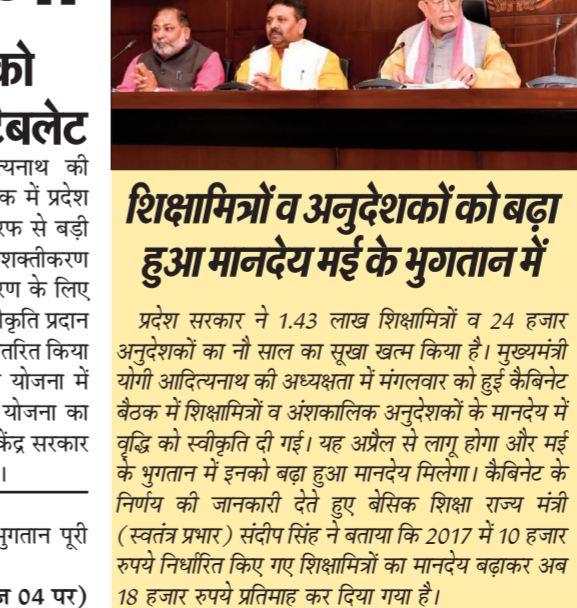 को
त्यनाथ की
क में प्रदेश
रफ से बड़ी
शक्तीकरण
रण के लिए
ीकृति प्रदान
तरित किया
योजना में
योजना का
केंद्र सरकार
।
भुगतान पूरी
04 पर)
शिक्षामित्रों व अनुदेशकों को बढ़ा
हुआ मानदेय मई के भुगतान में
प्रदेश सरकार ने 1.43 लाख शिक्षामित्रों व 24 हजार
अनुदेशकों का नौ साल का सूखा खत्म किया है। मुख्यमंत्री
योगी आदित्यनाथ की अध्यक्षता में मंगलवार को हुई कैबिनेट
बैठक में शिक्षामित्रों व अंशकालिक अनुदेशकों के मानदेय में
वृद्धि को स्वीकृति दी गई। यह अप्रैल से लागू होगा और मई
के भुगतान में इनको बढ़ा हुआ मानदेय मिलेगा। कैबिनेट के
निर्णय की जानकारी देते हुए बेसिक शिक्षा राज्य मंत्री
(स्वतंत्र प्रभार) संदीप सिंह ने बताया कि 2017 में 10 हजार
रुपये निर्धारित किए गए शिक्षामित्रों का मानदेय बढ़ाकर अब
18 हजार रुपये प्रतिमाह कर दिया गया है।